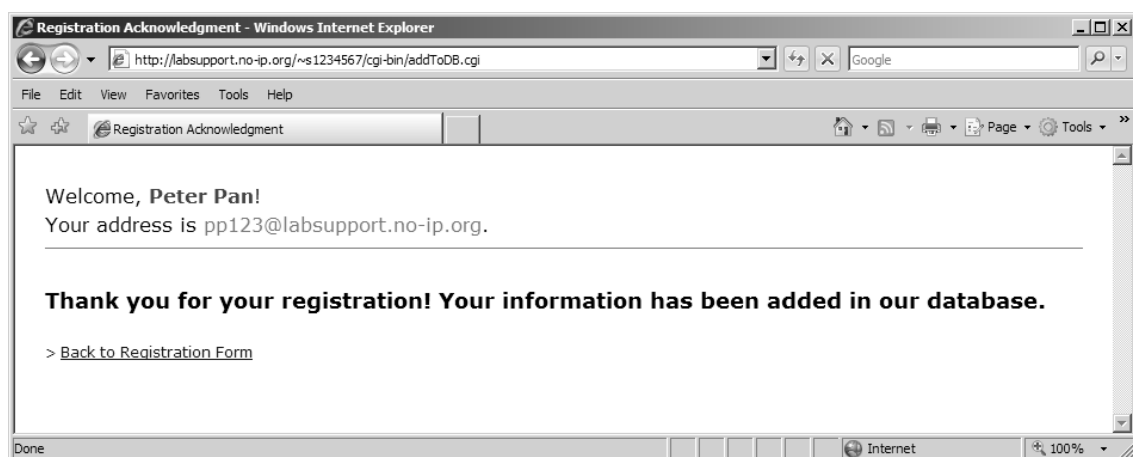 Registration Acknowledgment - Windows Internet Explorer
http://labsupport.no-ip.org/~s1234567/cgi-bin/addToDB.cgi
Google
File Edit View Favorites Tools Help
Registration Acknowledgment
Page Tools »
Welcome, Peter Pan!
Your address is pp123@labsupport.no-ip.org.
Thank you for your registration! Your information has been added in our database.
> Back to Registration Form
Done Internet 100%